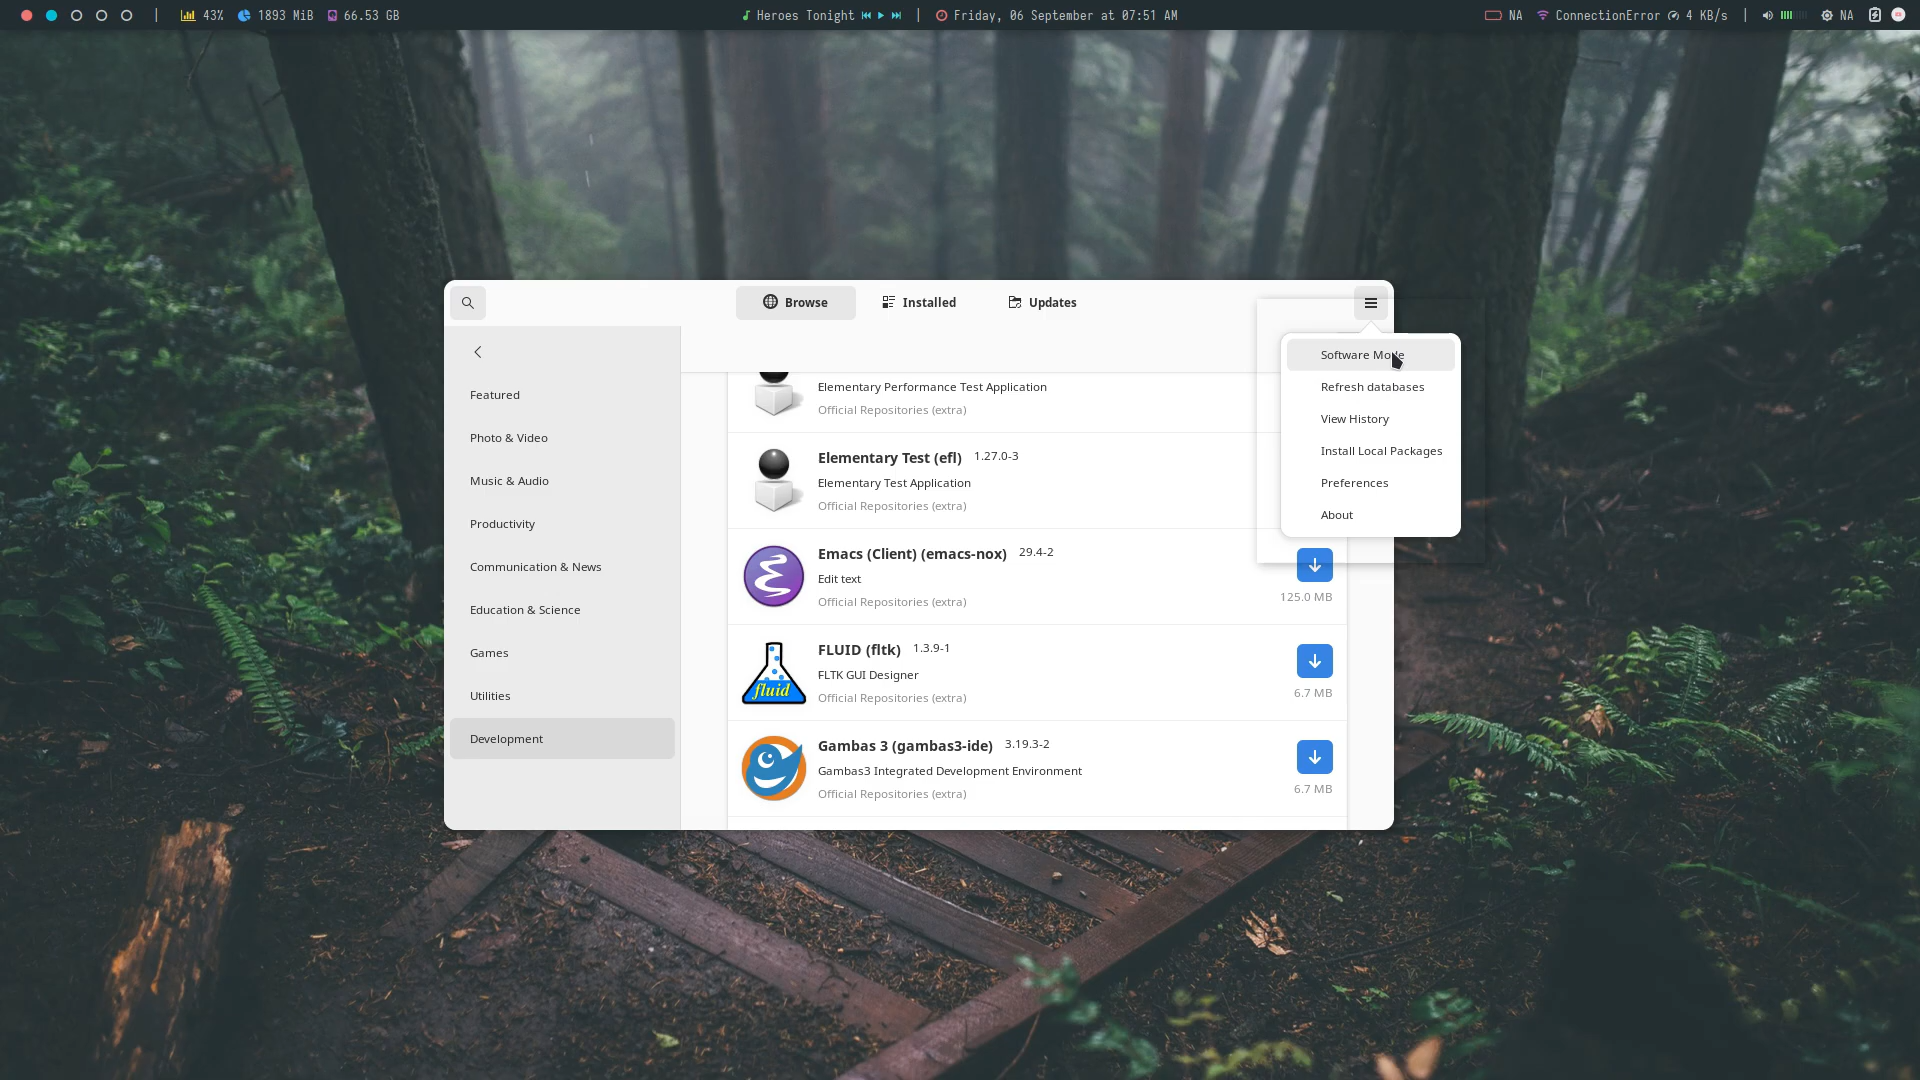 43% 1893 MiB 66.53 GB
Heroes Tonight
Friday, 06 September at 07:51 AM
NA ConnectionError 4 KB/s NA
Browse Installed Updates
Featured
Photo & Video
Music & Audio
Productivity
Communication & News
Education & Science
Games
Utilities
Development
Elementary Performance Test Application
Official Repositories (extra)
Elementary Test (efl) 1.27.0-3
Elementary Test Application
Official Repositories (extra)
Emacs (Client) (emacs-nox) 29.4-2
Edit text
Official Repositories (extra)
125.0 MB
FLUID (fltk) 1.3.9-1
FLTK GUI Designer
Official Repositories (extra)
6.7 MB
fluid
Gambas 3 (gambas3-ide) 3.19.3-2
Gambas3 Integrated Development Environment
Official Repositories (extra)
6.7 MB
Software Mode
Refresh databases
View History
Install Local Packages
Preferences
About